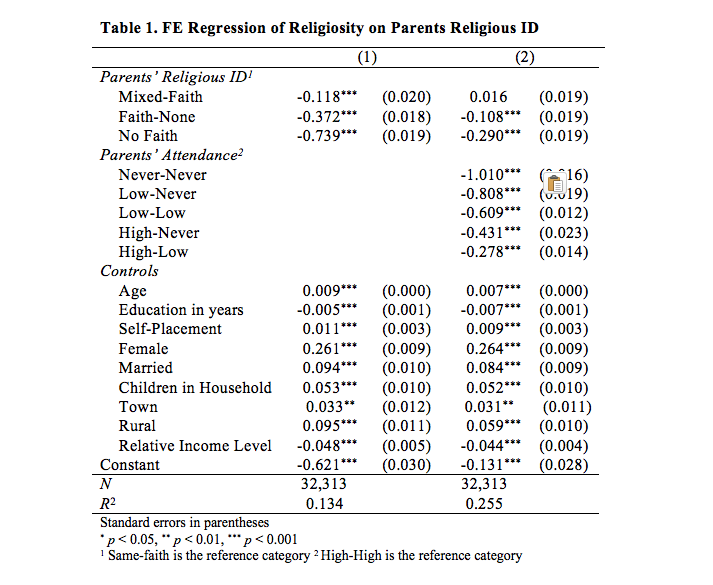 Table 1. FE Regression of Religiosity on Parents Religious ID
(1) (2)
Parents' Religious ID1
Mixed-Faith -0.118*** (0.020) 0.016 (0.019)
Faith-None -0.372*** (0.018) -0.108*** (0.019)
No Faith -0.739*** (0.019) -0.290*** (0.019)
Parents' Attendance2
Never-Never -1.010***
Low-Never -0.808***
Low-Low -0.609*** (0.012)
High-Never -0.431*** (0.023)
High-Low -0.278*** (0.014)
Controls
Age 0.009*** (0.000) 0.007*** (0.000)
Education in years -0.005*** (0.001) -0.007*** (0.001)
Self-Placement 0.011*** (0.003) 0.009*** (0.003)
Female 0.261*** (0.009) 0.264*** (0.009)
Married 0.094*** (0.010) 0.084*** (0.009)
Children in Household 0.053*** (0.010) 0.052*** (0.010)
Town 0.033** (0.012) 0.031** (0.011)
Rural 0.095*** (0.011) 0.059*** (0.010)
Relative Income Level -0.048*** (0.005) -0.044*** (0.004)
Constant -0.621*** (0.030) -0.131*** (0.028)
N 32,313 32,313
R2 0.134 0.255
Standard errors in parentheses
* p < 0.05, ** p < 0.01, *** p < 0.001
1 Same-faith is the reference category 2 High-High is the reference category